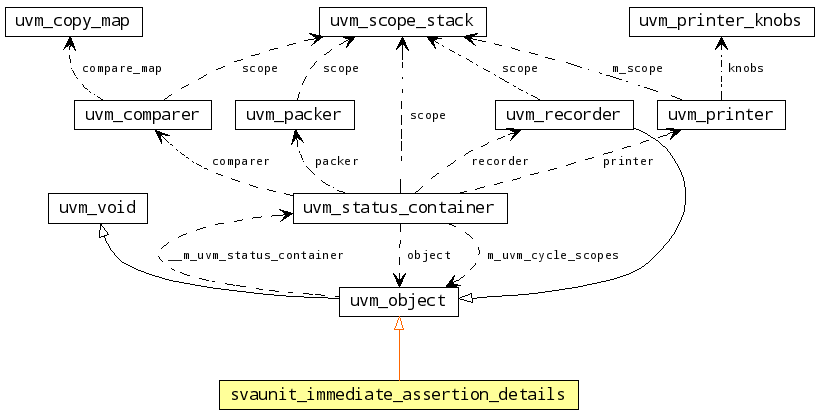 uvm_copy_map
uvm_scope_stack
uvm_printer_knobs
compare_map
scope
scope
scope
m_scope
knobs
uvm_comparer
uvm_packer
scope
uvm_recorder
uvm_printer
comparer
packer
recorder
printer
uvm_void
uvm_status_container
__m_uvm_status_container
object
m_uvm_cycle_scopes
uvm_object
svaunit_immediate_assertion_details